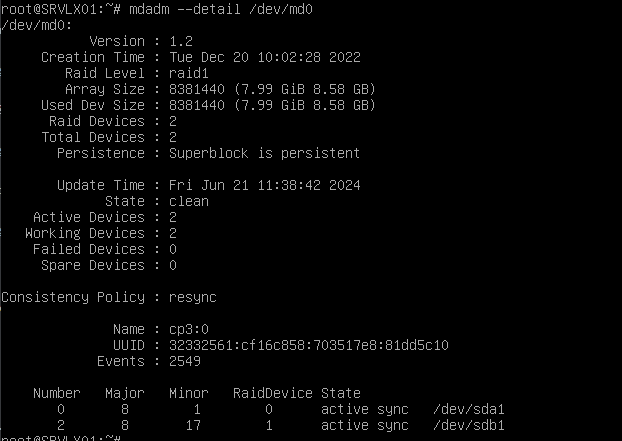 root@SRVLX01:~# mdadm --detail /dev/md0
/dev/md0:
Version : 1.2
Creation Time : Tue Dec 20 10:02:28 2022
Raid Level : raid1
Array Size : 8381440 (7.99 GiB 8.58 GB)
Used Dev Size : 8381440 (7.99 GiB 8.58 GB)
Raid Devices : 2
Total Devices : 2
Persistence : Superblock is persistent
Update Time : Fri Jun 21 11:38:42 2024
State : clean
Active Devices : 2
Working Devices : 2
Failed Devices : 0
Spare Devices : 0
Consistency Policy : resync
Name : cp3:0
UUID : 32332561:cf16c858:703517e8:81dd5c10
Events : 2549
Number Major Minor RaidDevice State
0 8 1 0 active sync /dev/sda1
2 8 17 1 active sync /dev/sdb1
root@SRVLX01:~#